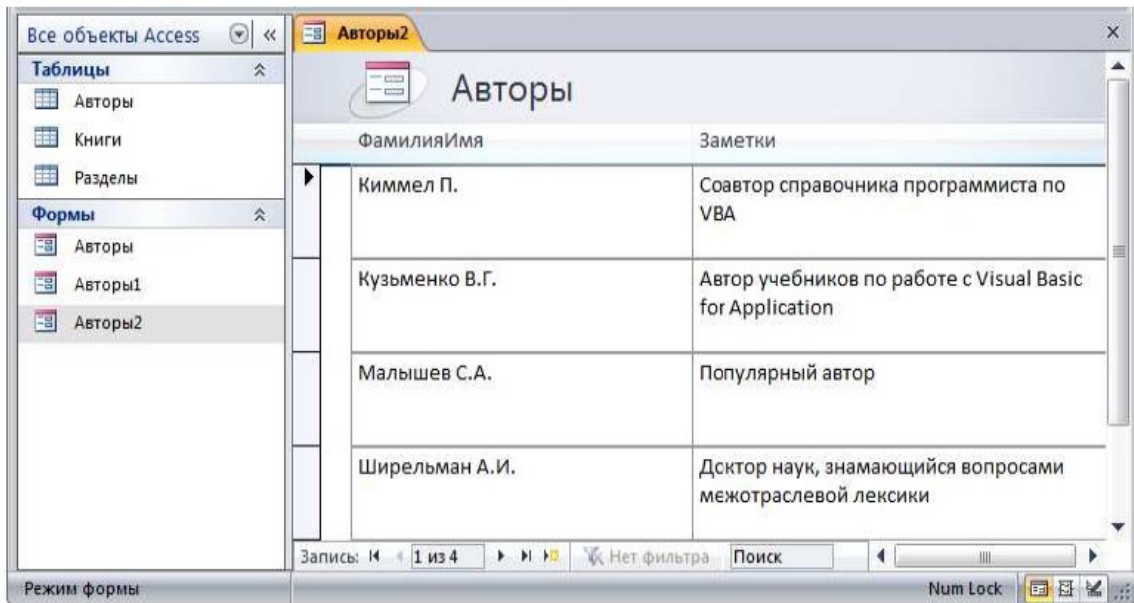 Все объекты Access
Таблицы
Авторы
Книги
Разделы
Формы
Авторы
Авторы1
Авторы2
Авторы2
Авторы
ФамилияИмя Заметки
Киммел П. Соавтор справочника программиста по
VBA
Кузьменко В.Г. Автор учебников по работе с Visual Basic
for Application
Малышев С.А. Популярный автор
Ширельман А.И. Доктор наук, знамающийся вопросами
межотраслевой лексики
Запись: 1 из 4 Нет фильтра Поиск
Режим формы Num Lock